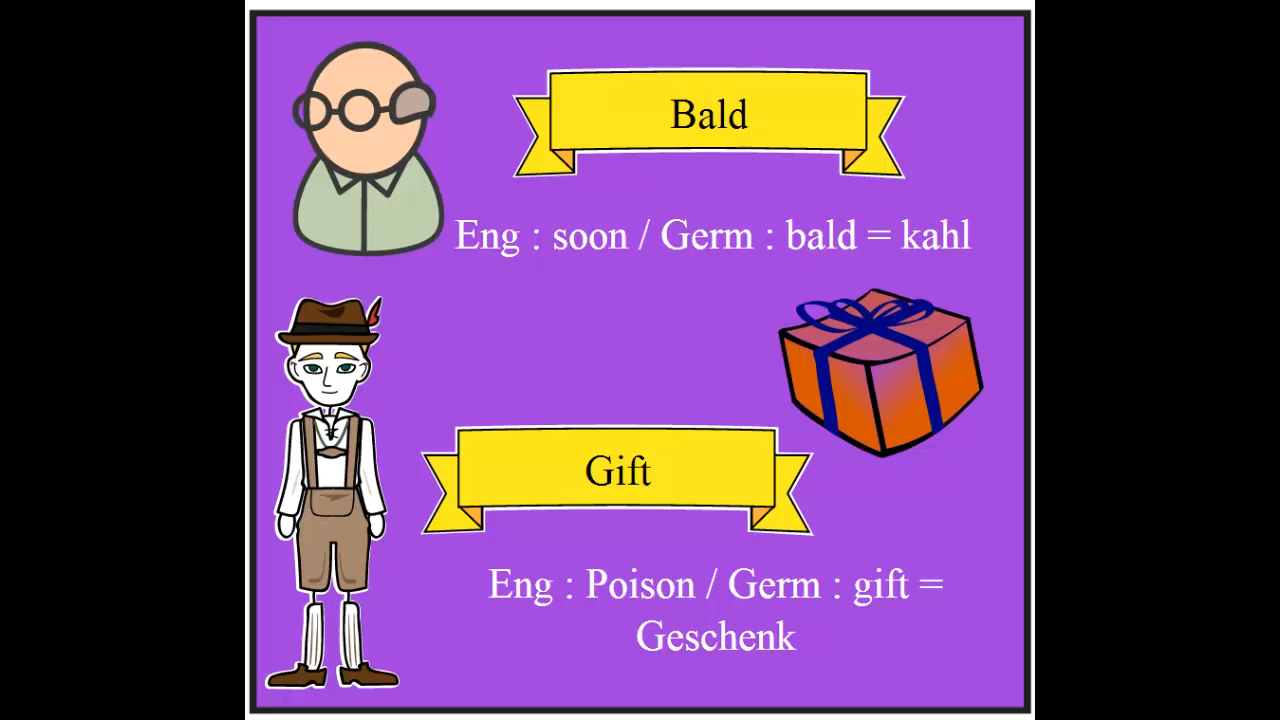 Bald
Eng : soon / Germ : bald = kahl
Gift
Eng : Poison / Germ : gift =
Geschenk